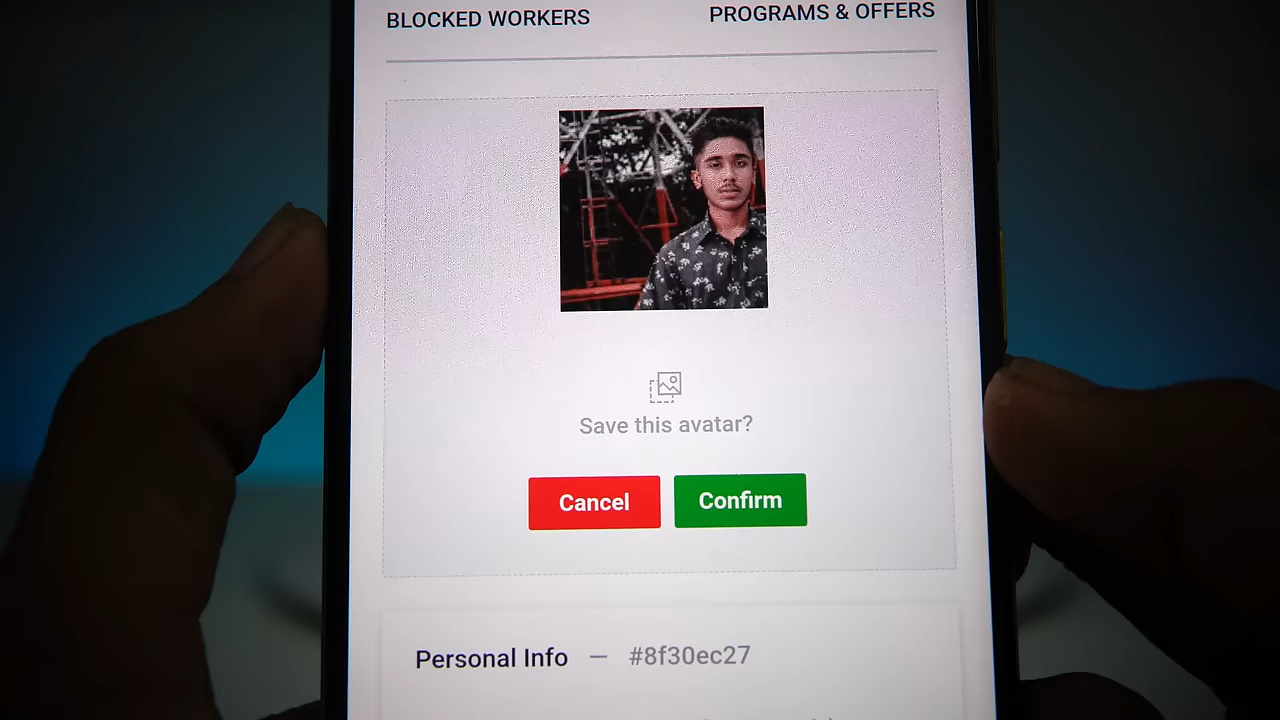 BLOCKED WORKERS PROGRAMS & OFFERS
Save this avatar?
Cancel Confirm
Personal Info — #8f30ec27